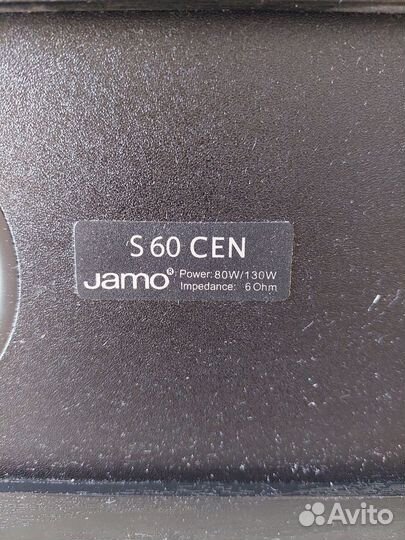 S 60 CEN
Jamo® Power: 80W/130W
Impedance: 6 Ohm
Avito